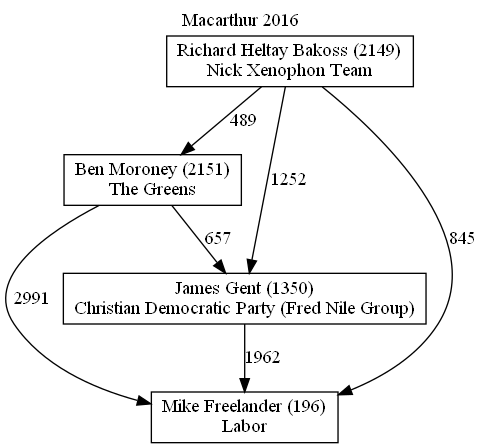 Macarthur 2016
Richard Heltay Bakoss (2149)
Nick Xenophon Team
489
Ben Moroney (2151)
The Greens
1252
657
845
2991
James Gent (1350)
Christian Democratic Party (Fred Nile Group)
1962
Mike Freelander (196)
Labor